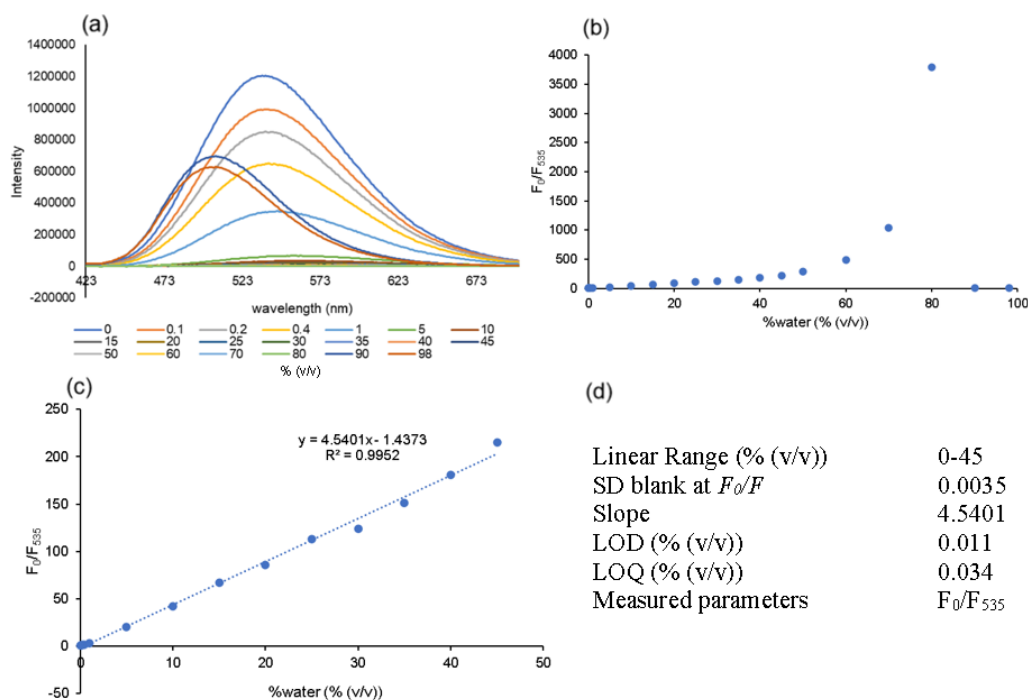 (a)
1400000
1200000
1000000
800000
600000
400000
200000
0
-200000
Intensity
423 473 523 573 623 673
wavelength (nm)
0 0.1 0.2 0.4 1 5 10
15 20 25 30 35 40 45
50 60 70 80 90 98
% (v/v)
(b)
4000
3500
3000
2500
2000
1500
1000
500
0
F₀/F₅₃₅
0 20 40 60 80 100
%water (% (v/v))
(c)
250
200
150
100
50
0
-50
F₀/F₅₃₅
y = 4.5401x - 1.4373
R² = 0.9952
0 10 20 30 40 50
%water (% (v/v))
(d)
Linear Range (% (v/v)) 0-45
SD blank at F₀/F 0.0035
Slope 4.5401
LOD (% (v/v)) 0.011
LOQ (% (v/v)) 0.034
Measured parameters F₀/F₅₃₅